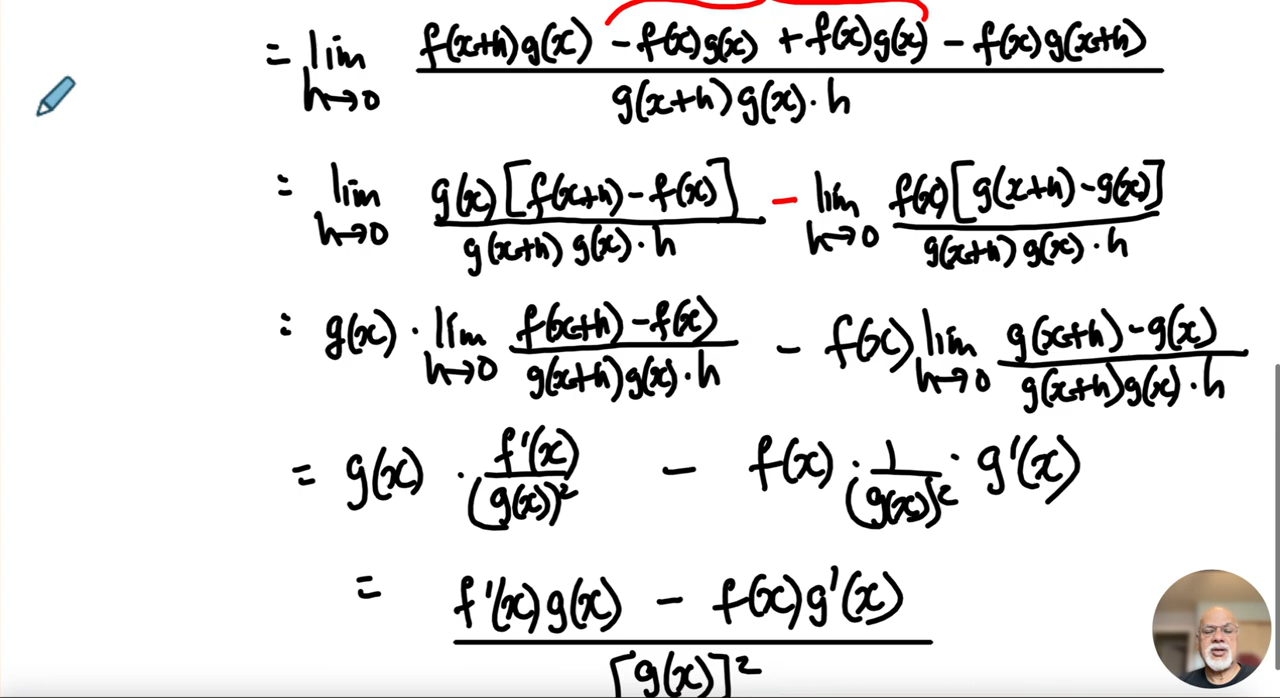 = lim h→0 f(x+h)g(x) - f(x)g(x) + f(x)g(x) - f(x)g(x+h) / g(x+h)g(x)·h
= lim h→0 g(x)[f(x+h)-f(x)] / g(x+h)g(x)·h - lim h→0 f(x)[g(x+h)-g(x)] / g(x+h)g(x)·h
= g(x)·lim h→0 f(x+h)-f(x) / g(x+h)g(x)·h - f(x) lim h→0 g(x+h)-g(x) / g(x+h)g(x)·h
= g(x)·f'(x) / (g(x))² - f(x)·1 / (g(x))²·g'(x)
= f'(x)g(x) - f(x)g'(x) / [g(x)]²